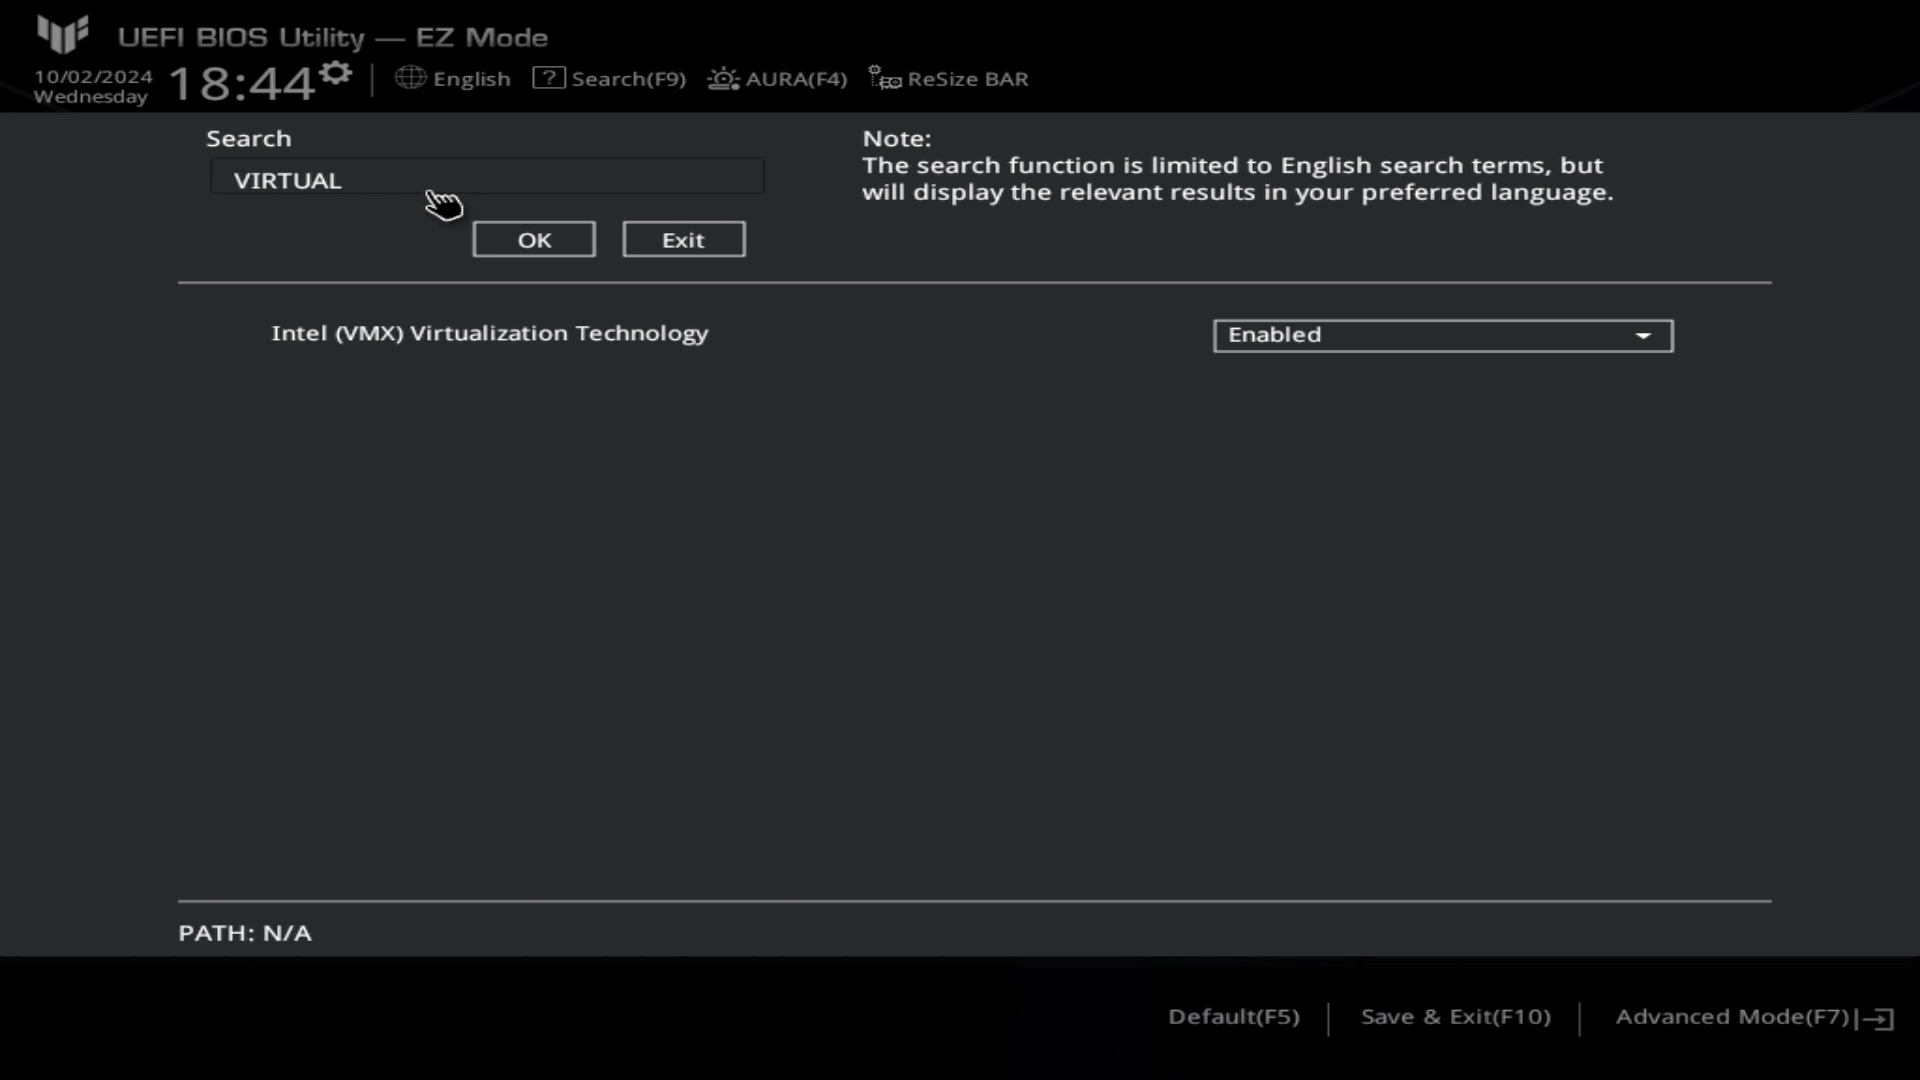 UEFI BIOS Utility — EZ Mode
10/02/2024
Wednesday
18:44
English
Search(F9)
AURA(F4)
ReSize BAR
Search
VIRTUAL
OK
Exit
Note:
The search function is limited to English search terms, but
will display the relevant results in your preferred language.
Intel (VMX) Virtualization Technology
Enabled
PATH: N/A
Default(F5)
Save & Exit(F10)
Advanced Mode(F7)